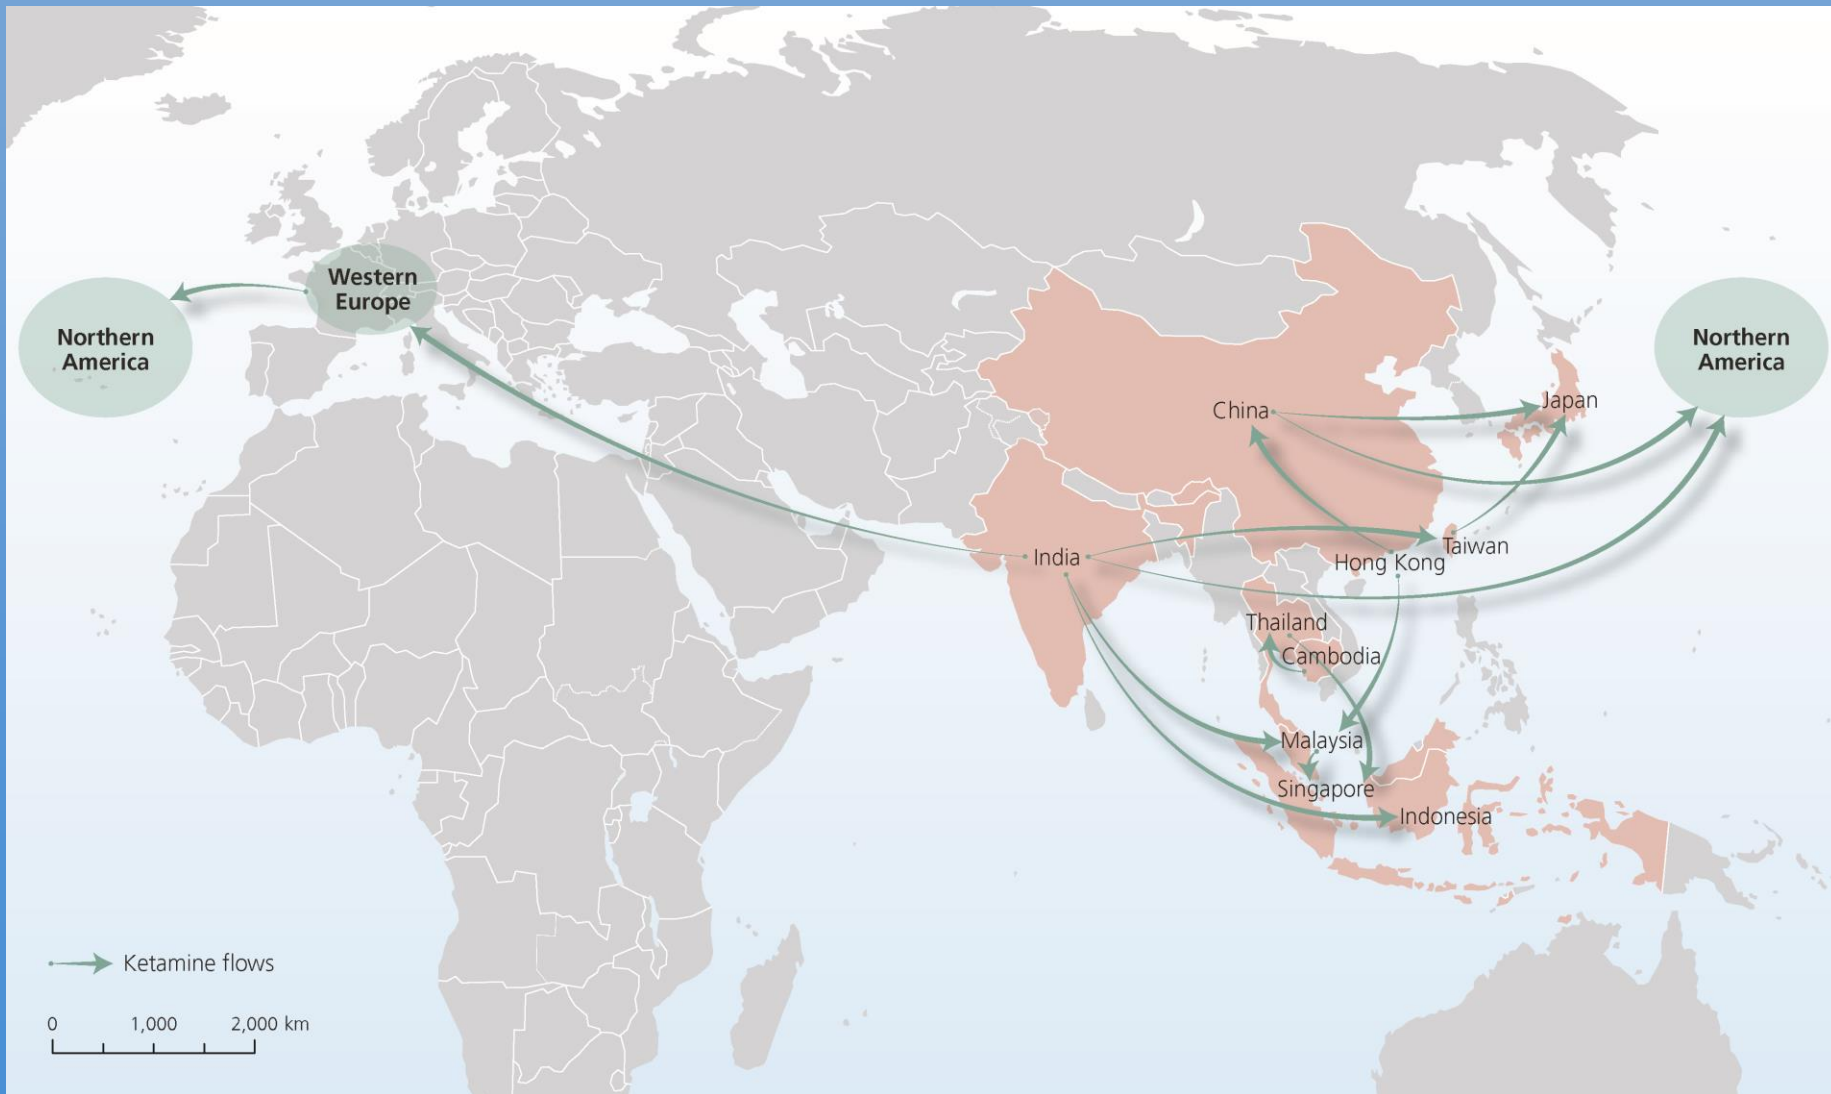 Western
Europe
Northern
America
Northern
America
China
Japan
India
Taiwan
Hong Kong
Thailand
Cambodia
Malaysia
Singapore
Indonesia
Ketamine flows
0 1,000 2,000 km